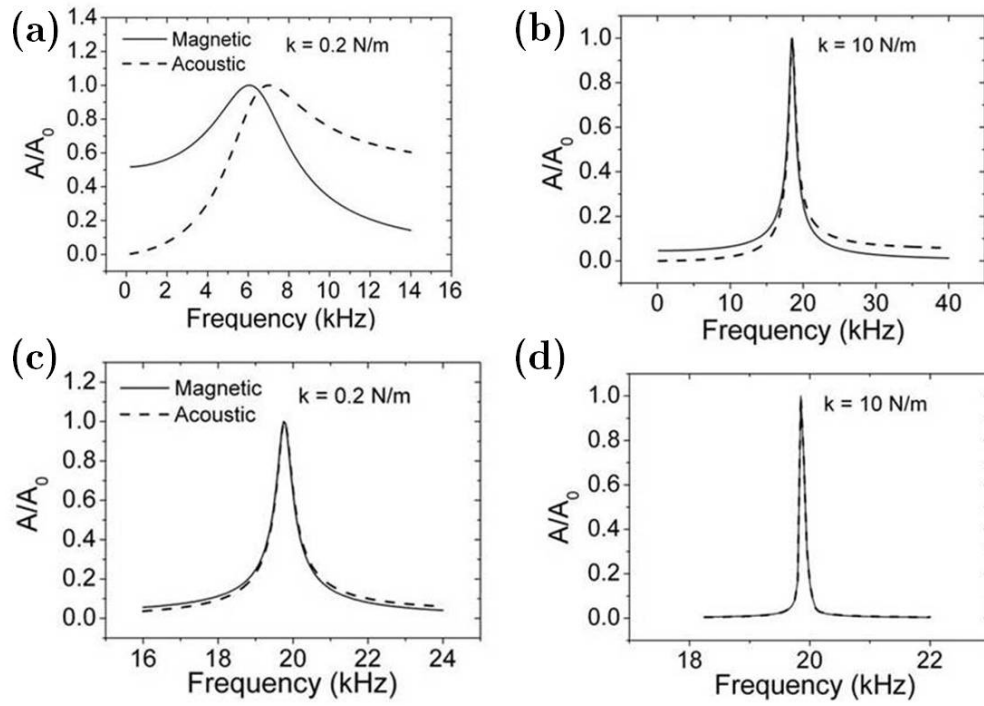 (a)
1.4
1.2
1.0
0.8
0.6
0.4
0.2
0.0
A/A0
Magnetic
Acoustic
k = 0.2 N/m
0 2 4 6 8 10 12 14 16
Frequency (kHz)
(b)
1.0
0.8
0.6
0.4
0.2
0.0
A/A0
k = 10 N/m
0 10 20 30 40
Frequency (kHz)
(c)
1.2
1.0
0.8
0.6
0.4
0.2
0.0
A/A0
Magnetic
Acoustic
k = 0.2 N/m
16 18 20 22 24
Frequency (kHz)
(d)
1.0
0.8
0.6
0.4
0.2
0.0
A/A0
k = 10 N/m
18 20 22
Frequency (kHz)